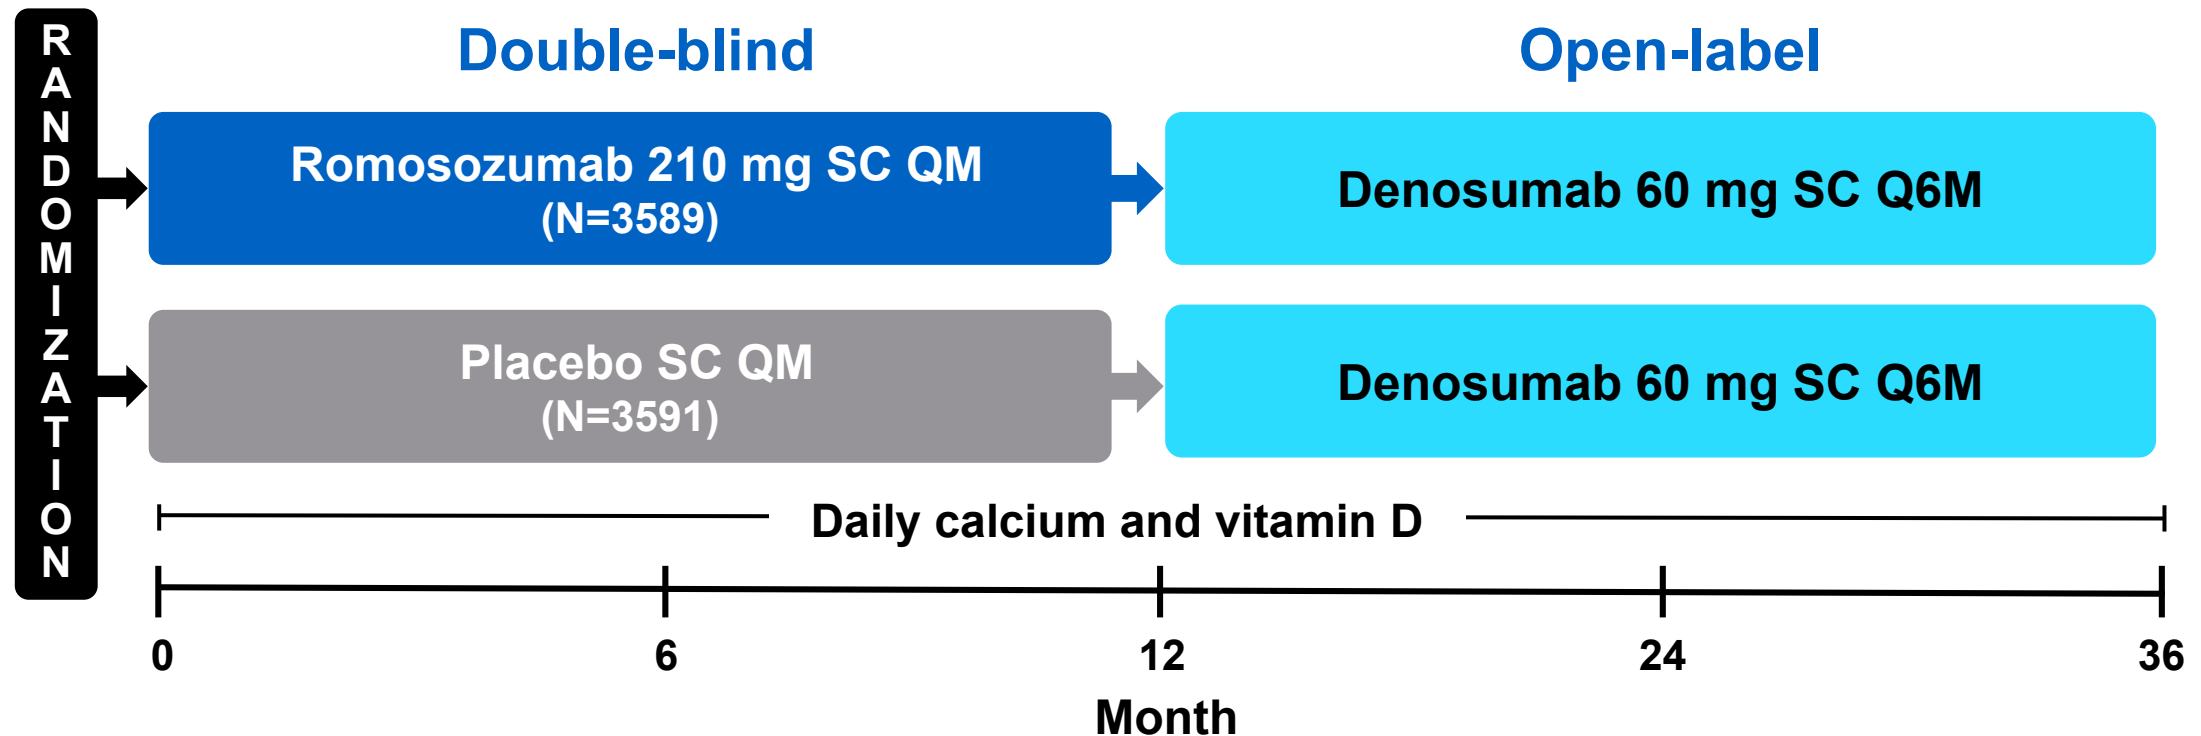 RANDOMIZATION
Double-blind
Open-label
Romosozumab 210 mg SC QM
(N=3589)
Denosumab 60 mg SC Q6M
Placebo SC QM
(N=3591)
Denosumab 60 mg SC Q6M
Daily calcium and vitamin D
0 6 12 24 36
Month